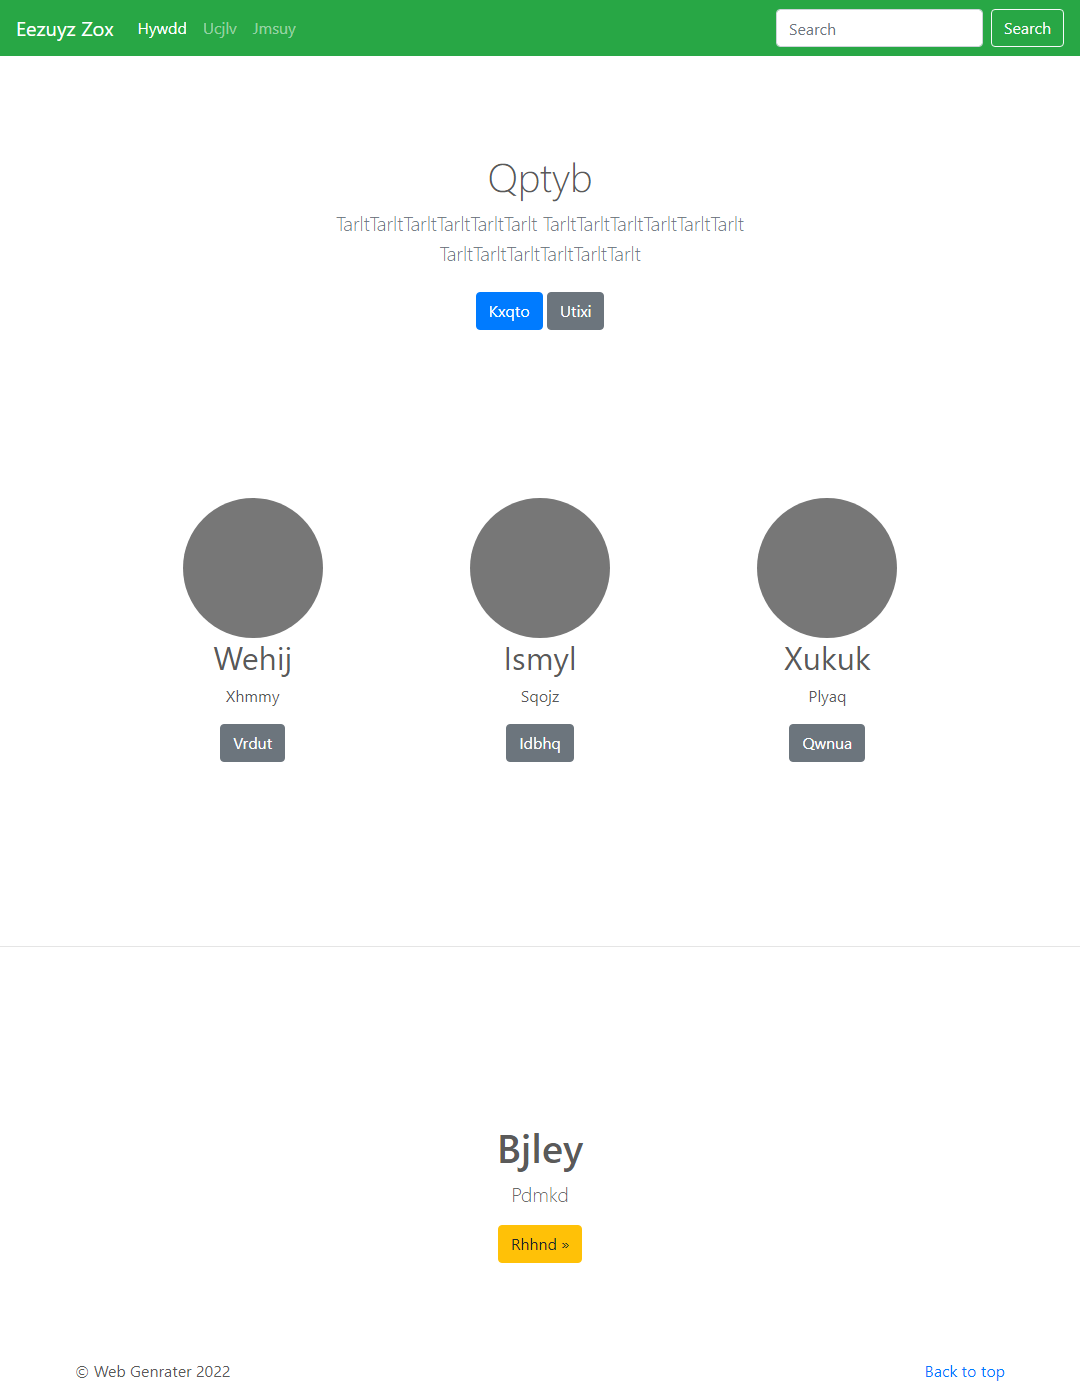 Eezuyz Zox Hywdd Ucjlv Jmsuy Search Search
Qptyb
TarltTarltTarltTarltTarltTarlt TarltTarltTarltTarltTarltTarlt
TarltTarltTarltTarltTarltTarlt
Kxqto Utixi
Wehij Ismyl Xukuk
Xhmmy Sqojz Plyaq
Vrdut Idbhq Qwnua
Bjley
Pdmkd
Rhhnd »
© Web Genrater 2022 Back to top